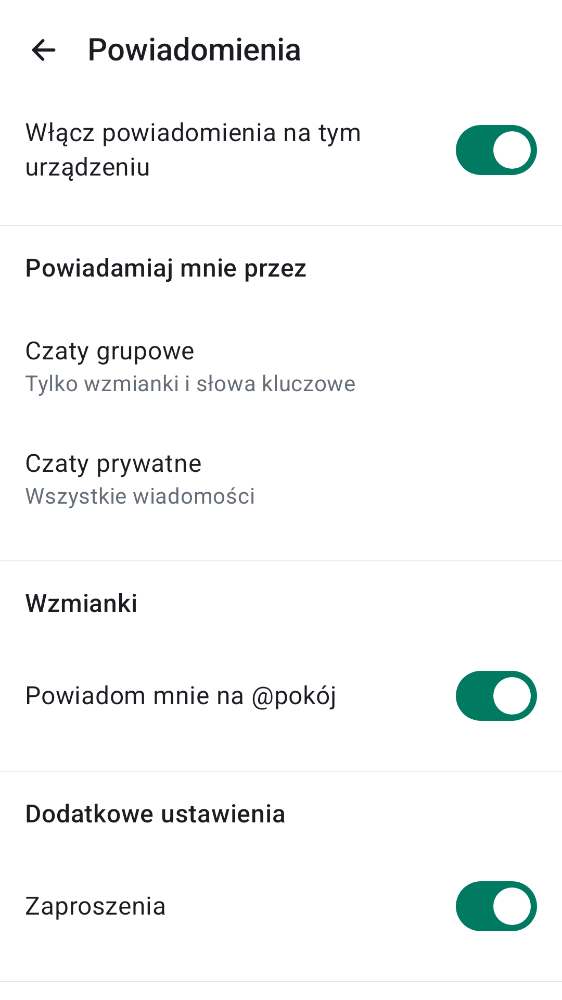 Powiadomienia
Włącz powiadomienia na tym
urządzeniu
Powiadamiaj mnie przez
Czaty grupowe
Tylko wzmianki i słowa kluczowe
Czaty prywatne
Wszystkie wiadomości
Wzmianki
Powiadom mnie na @pokój
Dodatkowe ustawienia
Zaproszenia